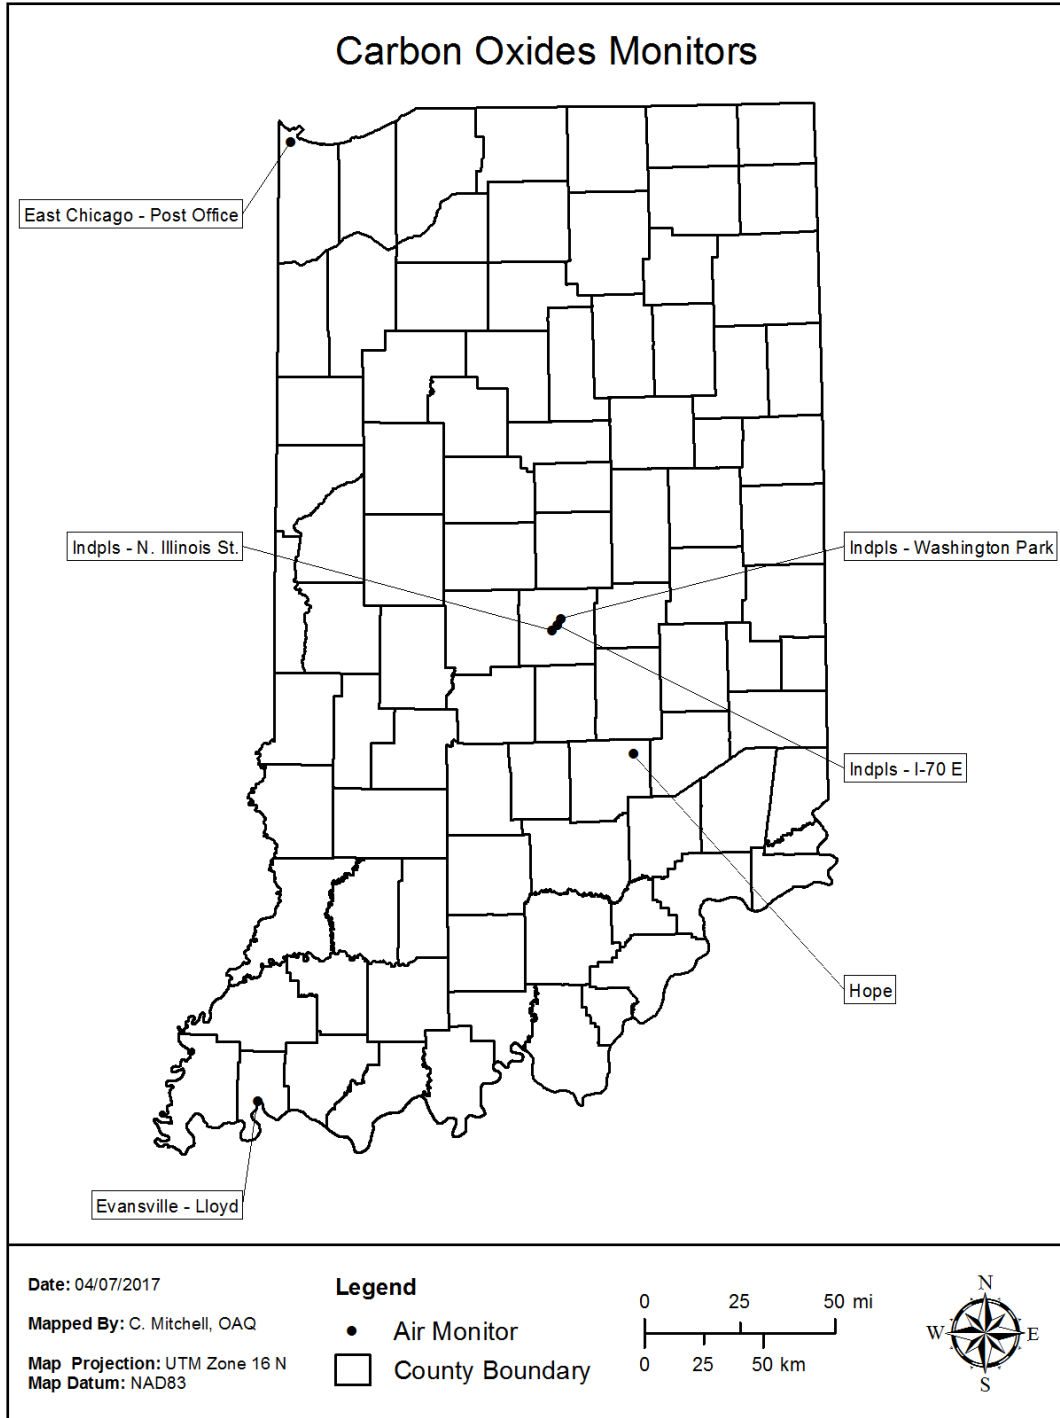 Carbon Oxides Monitors
East Chicago - Post Office
Indpls - N. Illinois St.
Indpls - Washington Park
Indpls - I-70 E
Hope
Evansville - Lloyd
Date: 04/07/2017
Mapped By: C. Mitchell, OAQ
Map Projection: UTM Zone 16 N
Map Datum: NAD83
Legend
Air Monitor
County Boundary
0 25 50 mi
0 25 50 km
N
W E
S